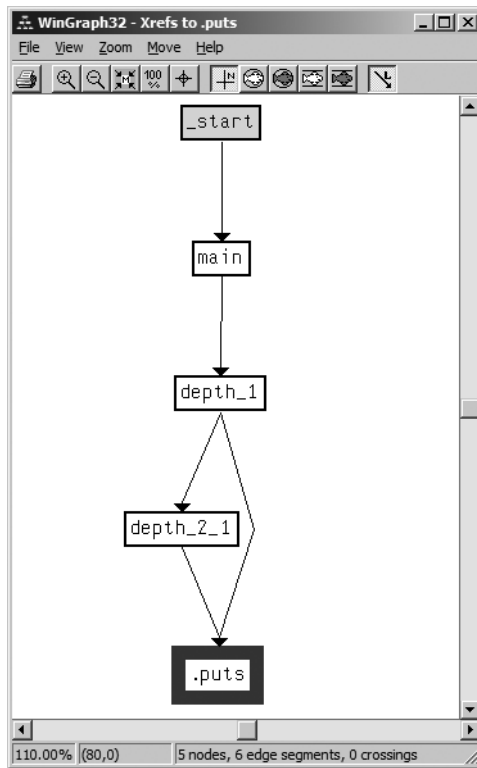 WinGraph32 - Xrefs to .puts
File View Zoom Move Help
M 100% N
_start
main
depth_1
depth_2_1
.puts
110.00% (80,0) 5 nodes, 6 edge segments, 0 crossings